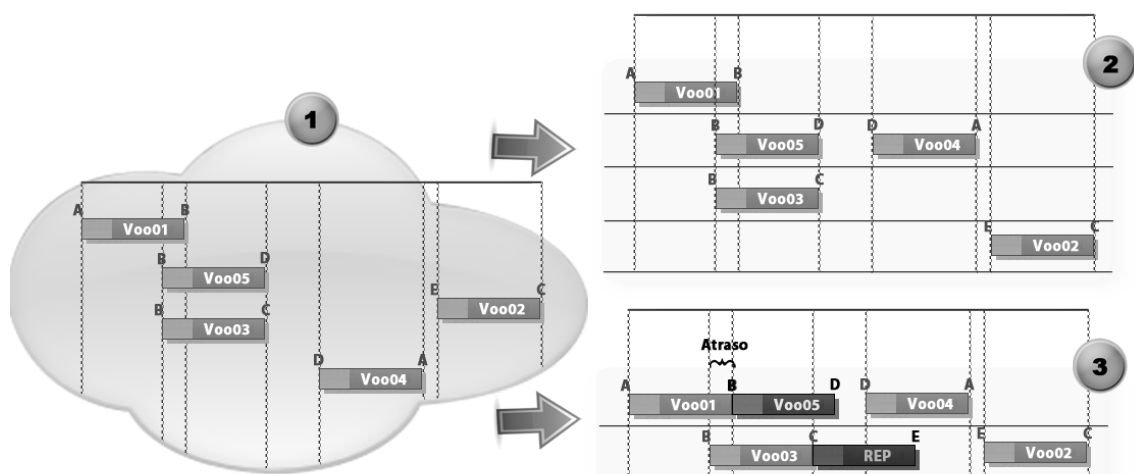 1
A B
Voo01
B D
Voo05
E C
Voo02
B C
Voo03
D A
Voo04
2
A B
Voo01
B D D A
Voo05 Voo04
B C
Voo03
E C
Voo02
3
Atraso
A B D D A
Voo01 Voo05 Voo04
B C E E C
Voo03 REP Voo02